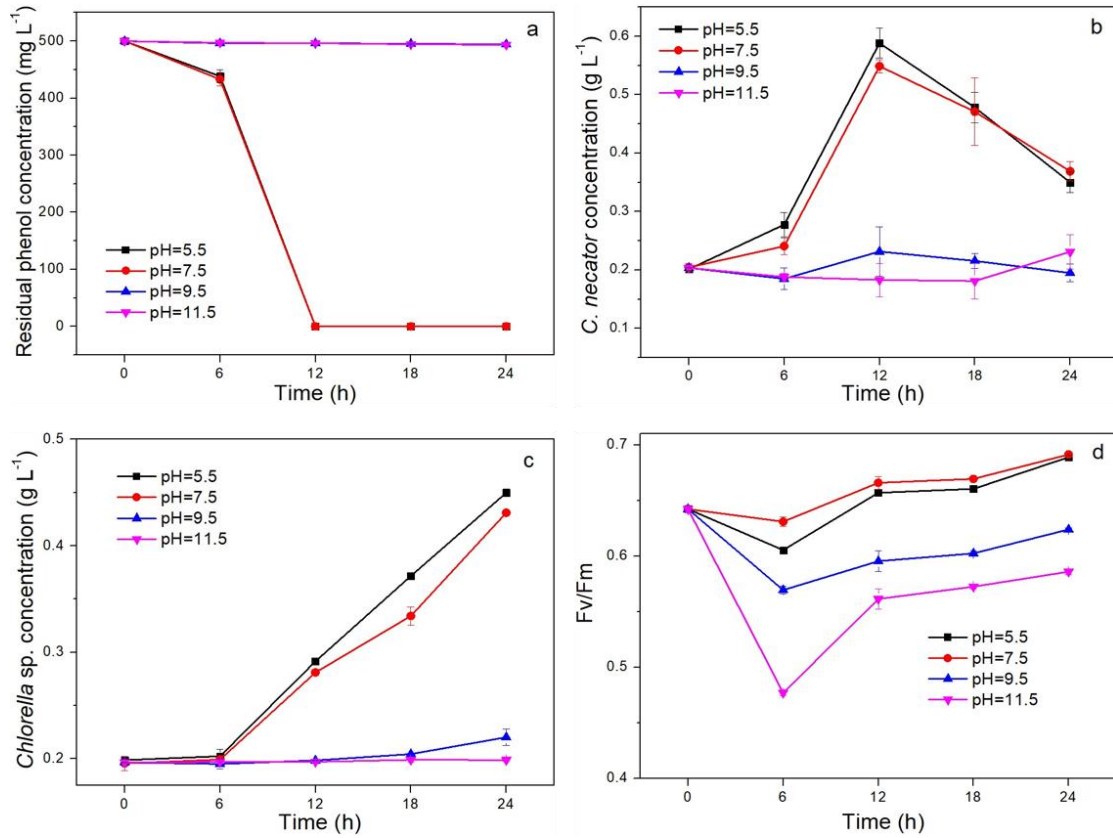 a
Residual phenol concentration (mg L⁻¹)
500
400
300
200
100
0
pH=5.5
pH=7.5
pH=9.5
pH=11.5
0 6 12 18 24
Time (h)
b
C. necator concentration (g L⁻¹)
0.6
0.5
0.4
0.3
0.2
0.1
pH=5.5
pH=7.5
pH=9.5
pH=11.5
0 6 12 18 24
Time (h)
c
Chlorella sp. concentration (g L⁻¹)
0.5
0.4
0.3
0.2
pH=5.5
pH=7.5
pH=9.5
pH=11.5
0 6 12 18 24
Time (h)
d
Fv/Fm
0.7
0.6
0.5
0.4
pH=5.5
pH=7.5
pH=9.5
pH=11.5
0 6 12 18 24
Time (h)